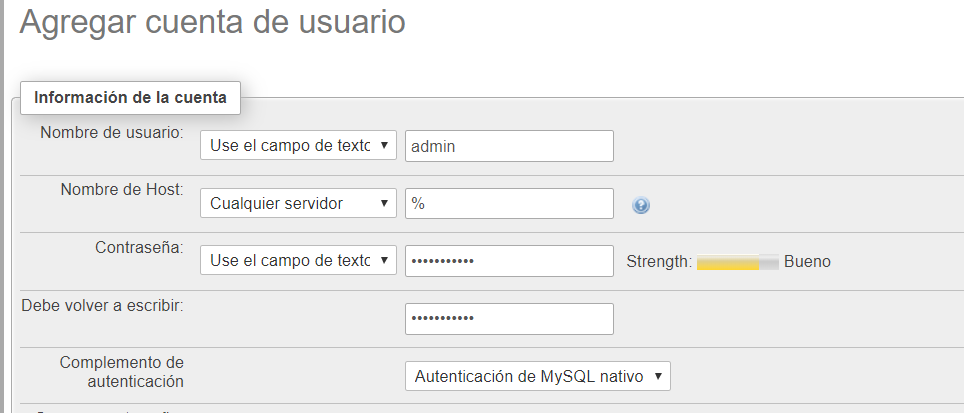 Agregar cuenta de usuario
Información de la cuenta
Nombre de usuario: Use el campo de texto admin
Nombre de Host: Cualquier servidor %
Contraseña: Use el campo de texto ••••••••••• Strength: Bueno
Debe volver a escribir: •••••••••••
Complemento de
autenticación
Autenticación de MySQL nativo